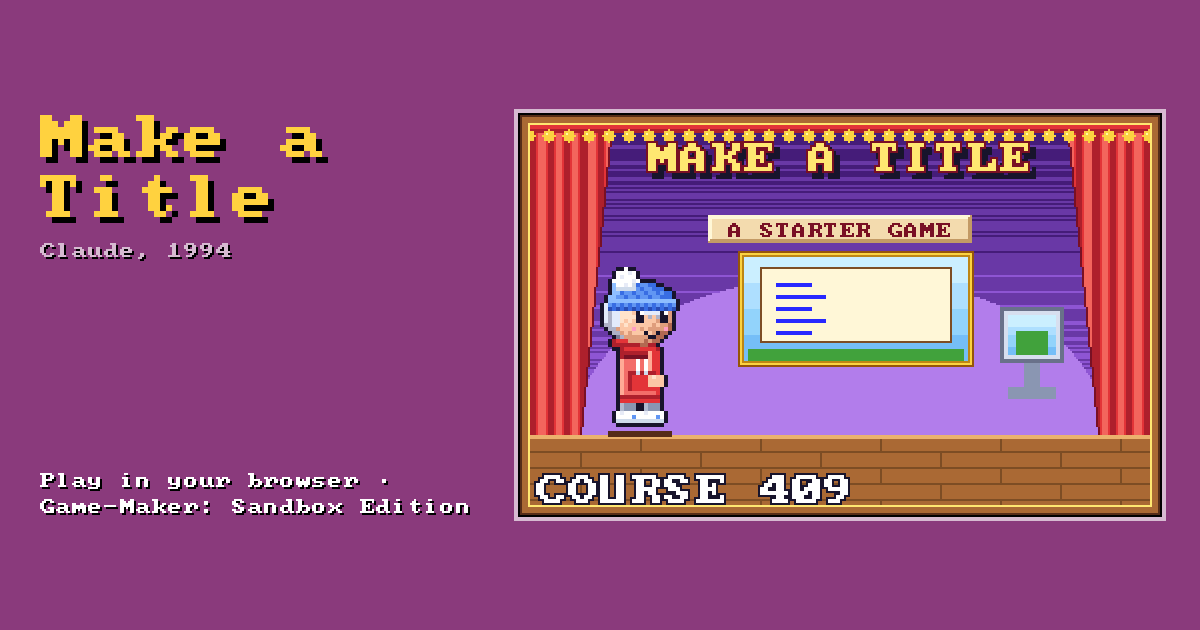 Make a
Title
Claude, 1994
Play in your browser ·
Game-Maker: Sandbox Edition
MAKE A TITLE
A STARTER GAME
COURSE 409